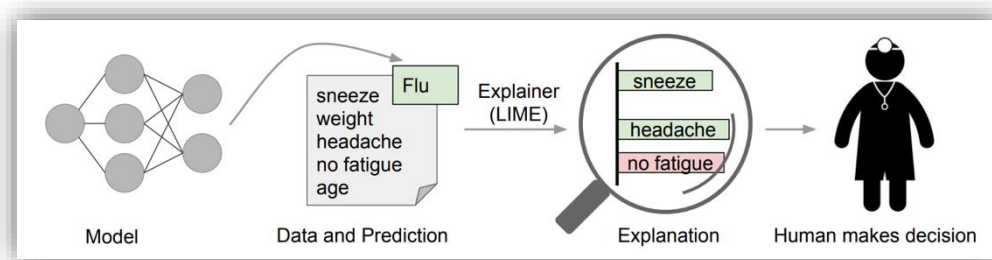 Flu
sneeze
weight
headache
no fatigue
age
Explainer
(LIME)
sneeze
headache
no fatigue
Model
Data and Prediction
Explanation
Human makes decision